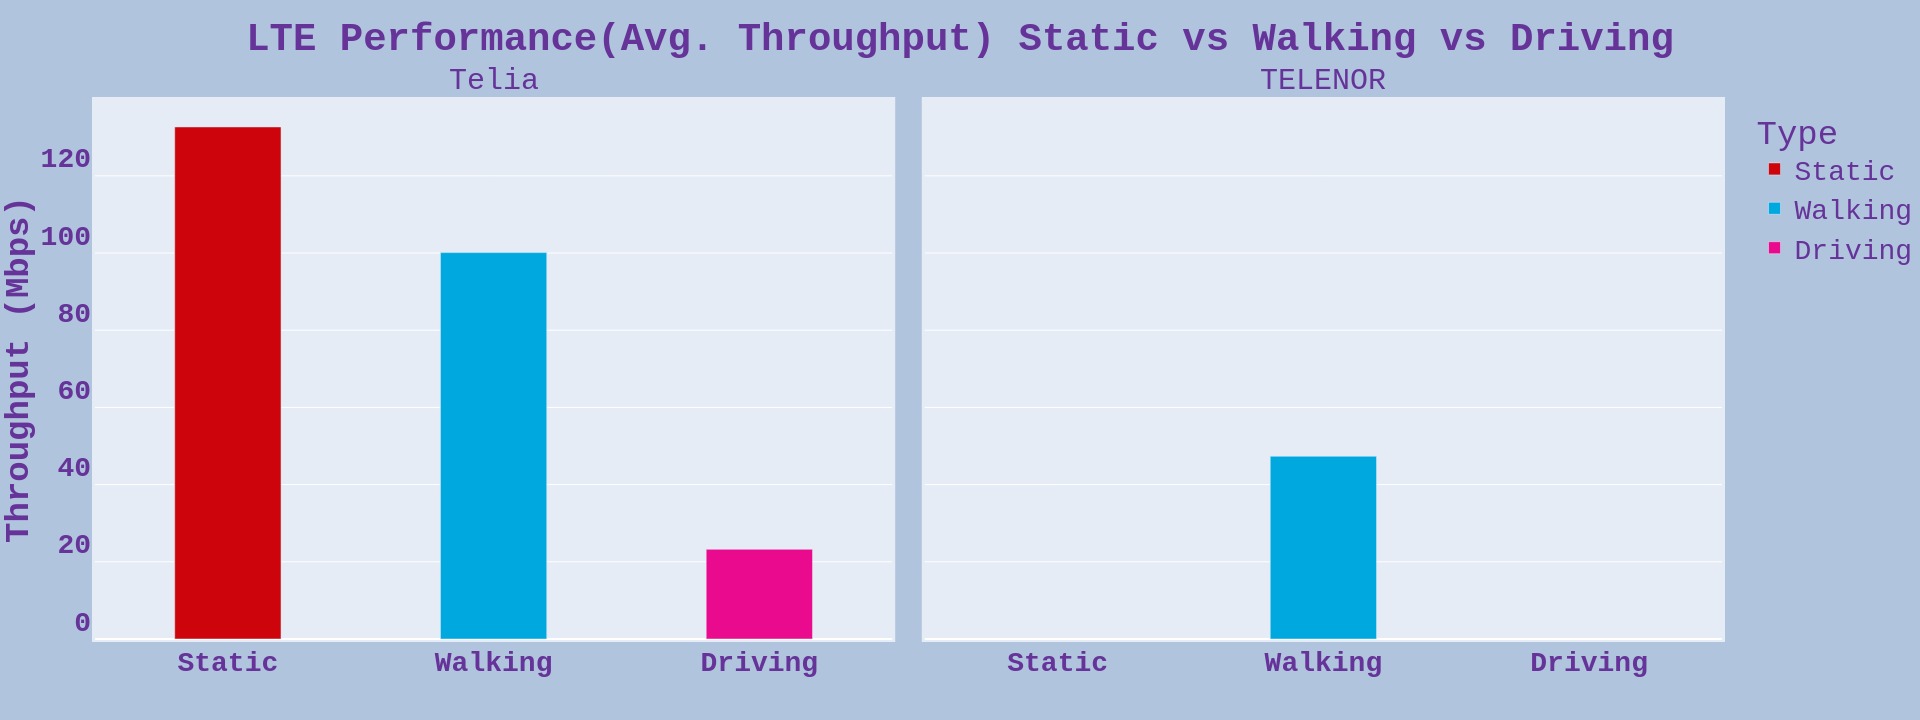 LTE Performance(Avg. Throughput) Static vs Walking vs Driving
Telia
TELENOR
Throughput (Mbps)
120
100
80
60
40
20
0
Static
Walking
Driving
Static
Walking
Driving
Type
Static
Walking
Driving